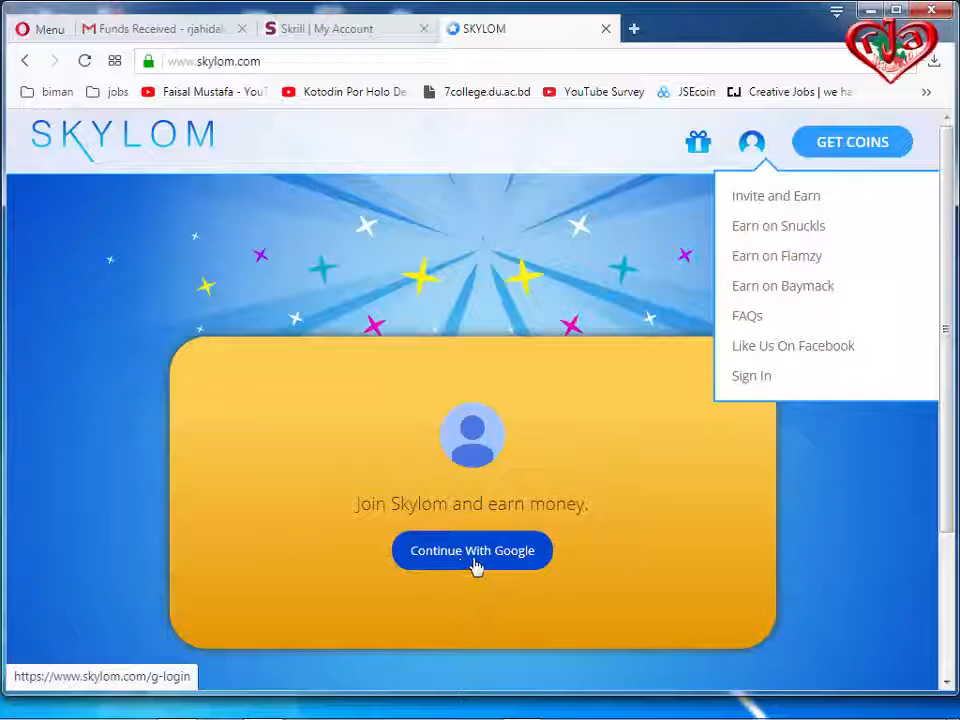 Menu
Funds Received - rjahidal
Skrill | My Account
SKYLOM
rja
www.skylom.com
biman
jobs
Faisal Mustafa - YouT
Kotodin Por Holo De
7college.du.ac.bd
YouTube Survey
JSEcoin
Creative Jobs | we ha
SKYLOM
GET COINS
Invite and Earn
Earn on Snuckls
Earn on Flamzy
Earn on Baymack
FAQs
Like Us On Facebook
Sign In
Join Skylom and earn money.
Continue With Google
https://www.skylom.com/g-login